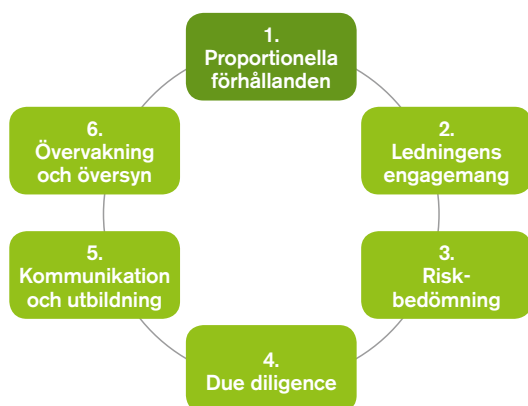 1.
Proportionella
förhållanden
2.
Ledningens
engagemang
3.
Risk-
bedömning
4.
Due diligence
5.
Kommunikation
och utbildning
6.
Övervakning
och översyn